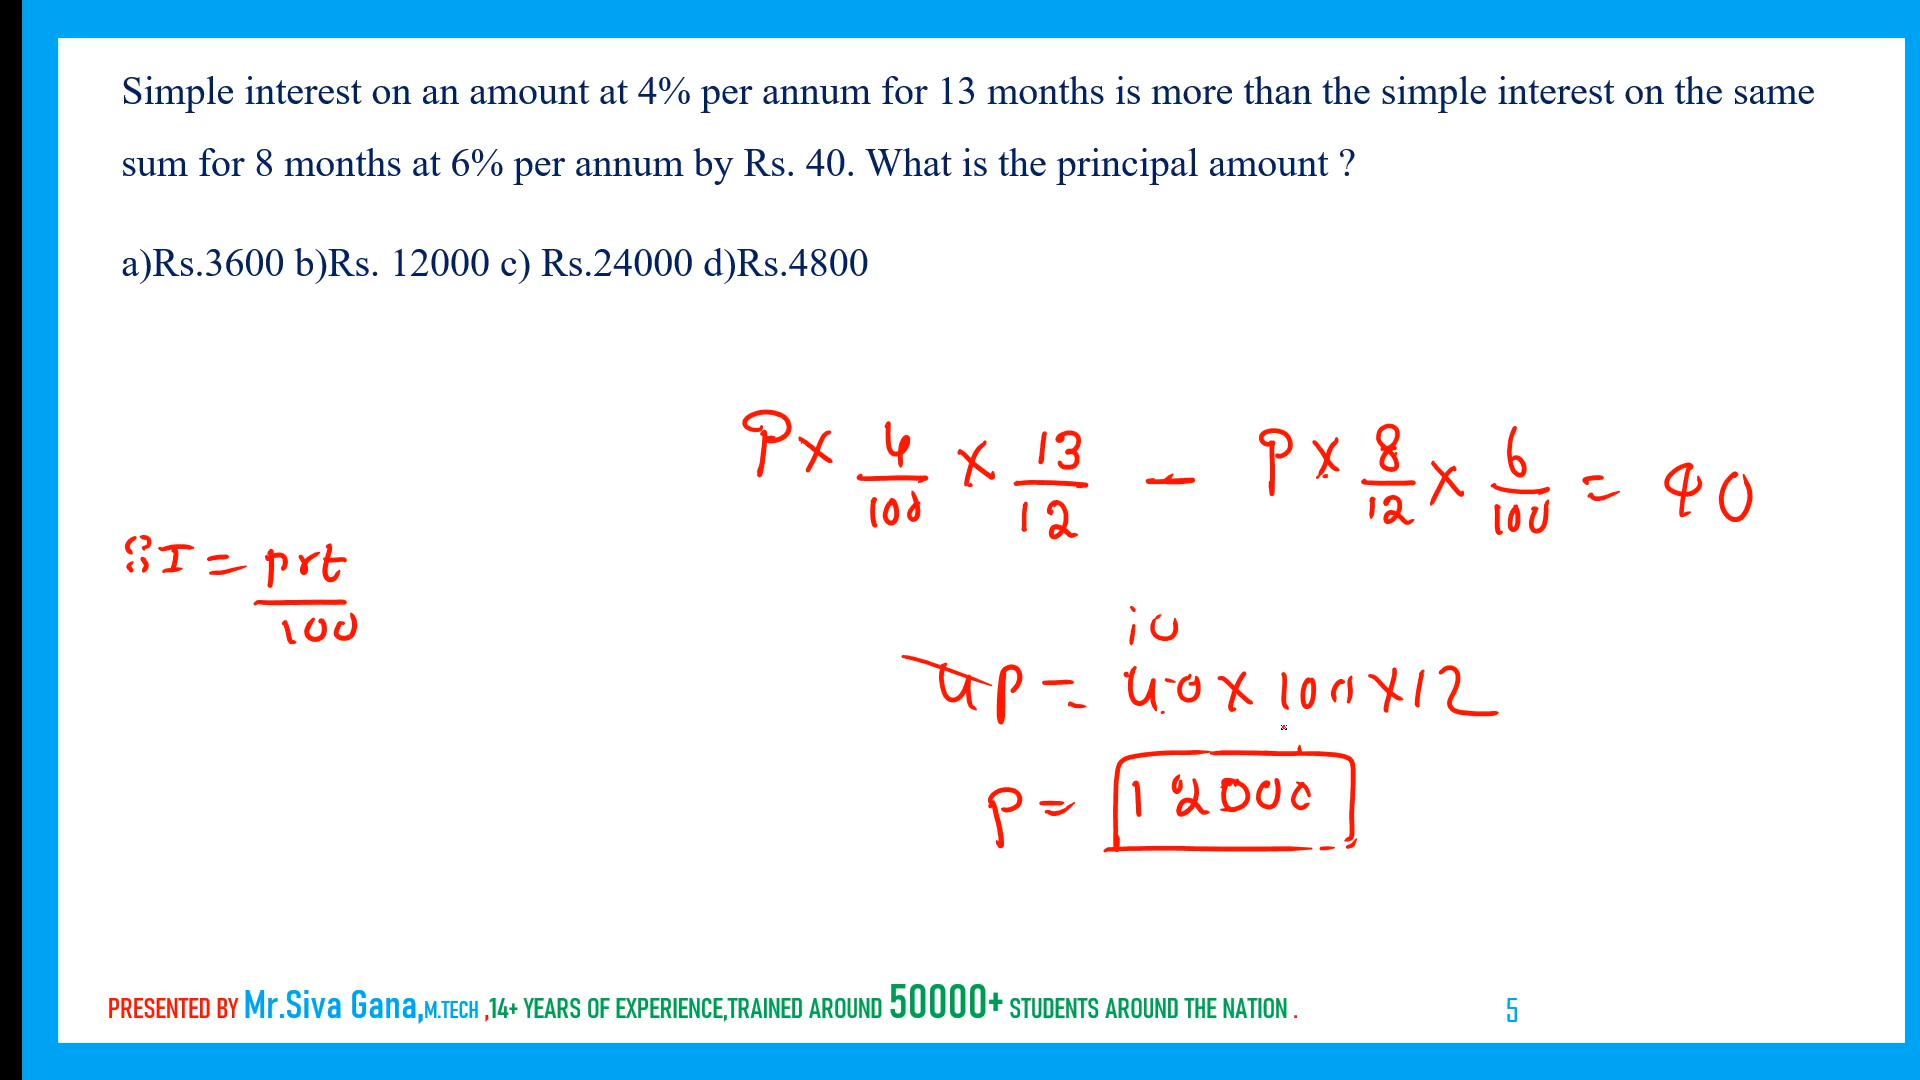 Simple interest on an amount at 4% per annum for 13 months is more than the simple interest on the same
sum for 8 months at 6% per annum by Rs. 40. What is the principal amount ?
a)Rs.3600 b)Rs. 12000 c) Rs.24000 d)Rs.4800
P × 4/100 × 13/12 − P × 8/12 × 6/100 = 40
SI = prt/100
10
4P = 40 × 100 × 12
P = 12000
PRESENTED BY Mr.Siva Gana,M.TECH ,14+ YEARS OF EXPERIENCE,TRAINED AROUND 50000+ STUDENTS AROUND THE NATION .
5